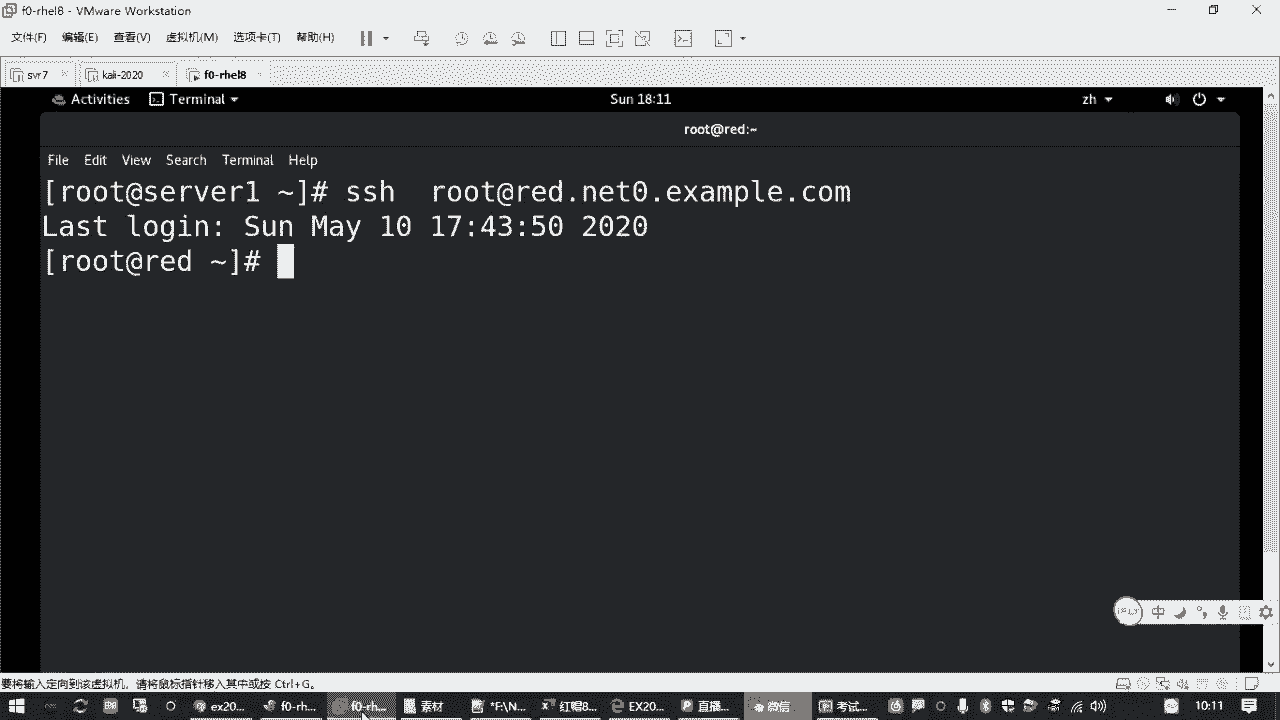 f0-rhel8 - VMware Workstation
文件(F) 编辑(E) 查看(V) 虚拟机(M) 选项卡(T) 帮助(H)
svr7 kali-2020 f0-rhel8
Activities Terminal Sun 18:11 zh
root@red:~
File Edit View Search Terminal Help
[root@server1 ~]# ssh  root@red.net0.example.com
Last login: Sun May 10 17:43:50 2020
[root@red ~]#
中
要将输入定向到该虚拟机，请将鼠标指针移入其中或按 Ctrl+G。
ex20... f0-rh... f0-rh... 素材 *F:\N... 红帽8... EX20... 直播... 微信 考试... 10:11